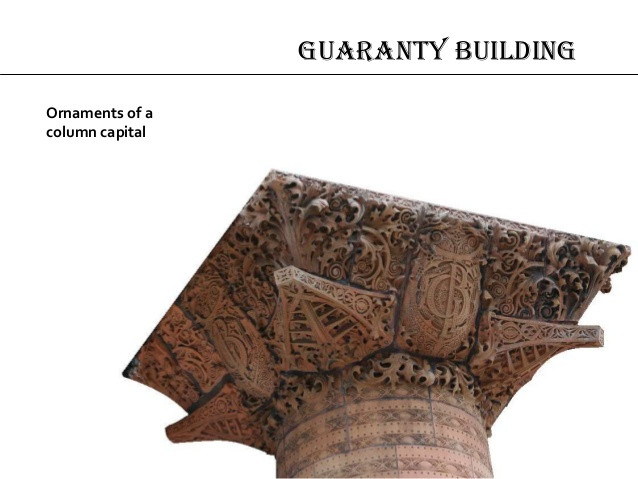 GUARANTY BUILDING
Ornaments of a
column capital